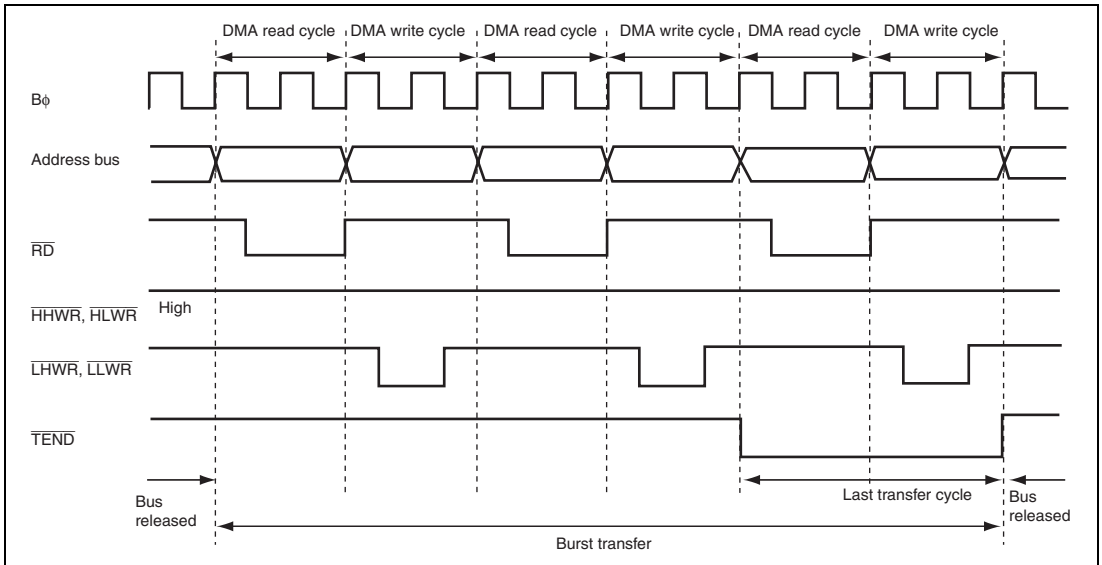 DMA read cycle DMA write cycle DMA read cycle DMA write cycle DMA read cycle DMA write cycle
Bφ
Address bus
RD
High
HHWR, HLWR
LHWR, LLWR
TEND
Last transfer cycle
Bus released
Bus released
Burst transfer